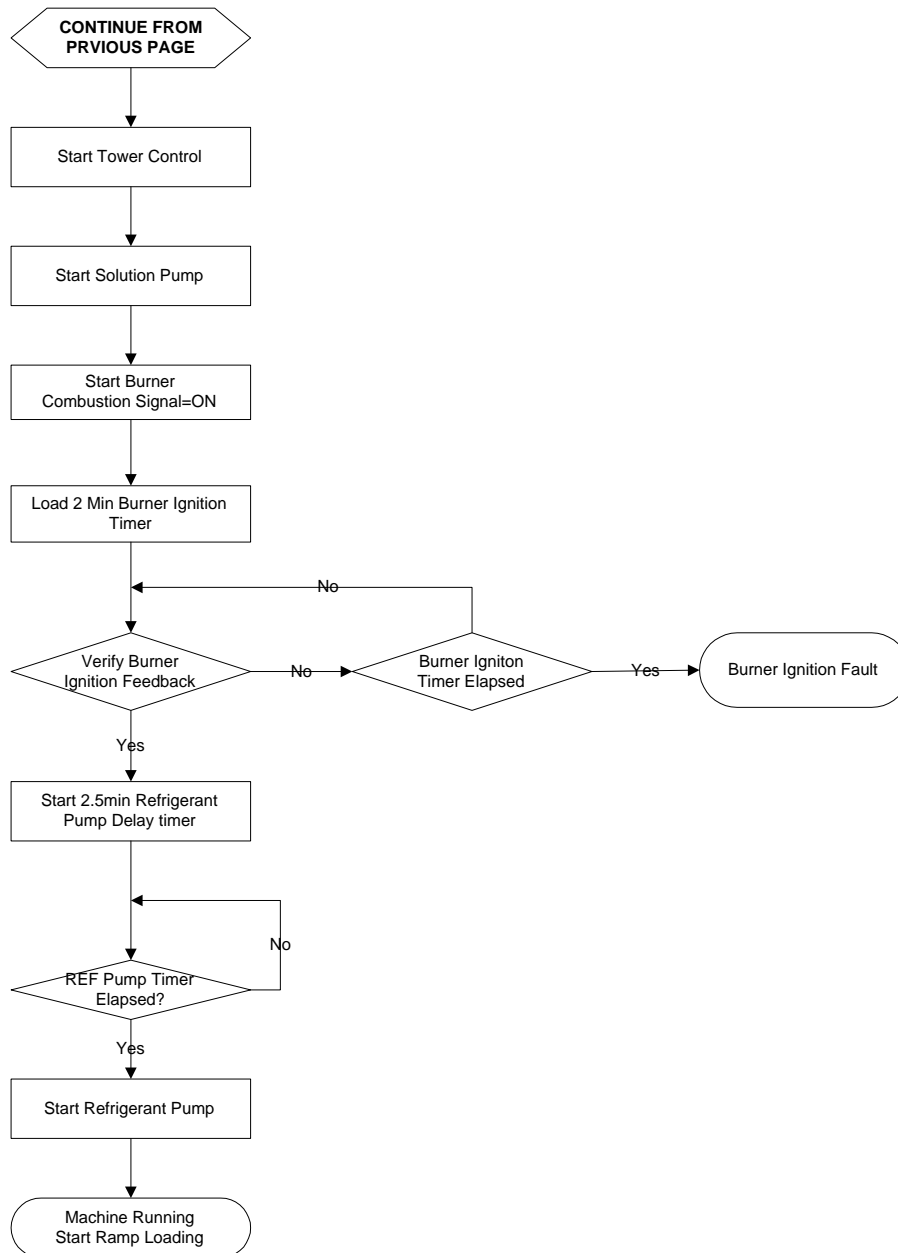 CONTINUE FROM
PRVIOUS PAGE
Start Tower Control
Start Solution Pump
Start Burner
Combustion Signal=ON
Load 2 Min Burner Ignition
Timer
No
Verify Burner
Ignition Feedback
No
Burner Igniton
Timer Elapsed
Yes
Burner Ignition Fault
Yes
Start 2.5min Refrigerant
Pump Delay timer
No
REF Pump Timer
Elapsed?
Yes
Start Refrigerant Pump
Machine Running
Start Ramp Loading